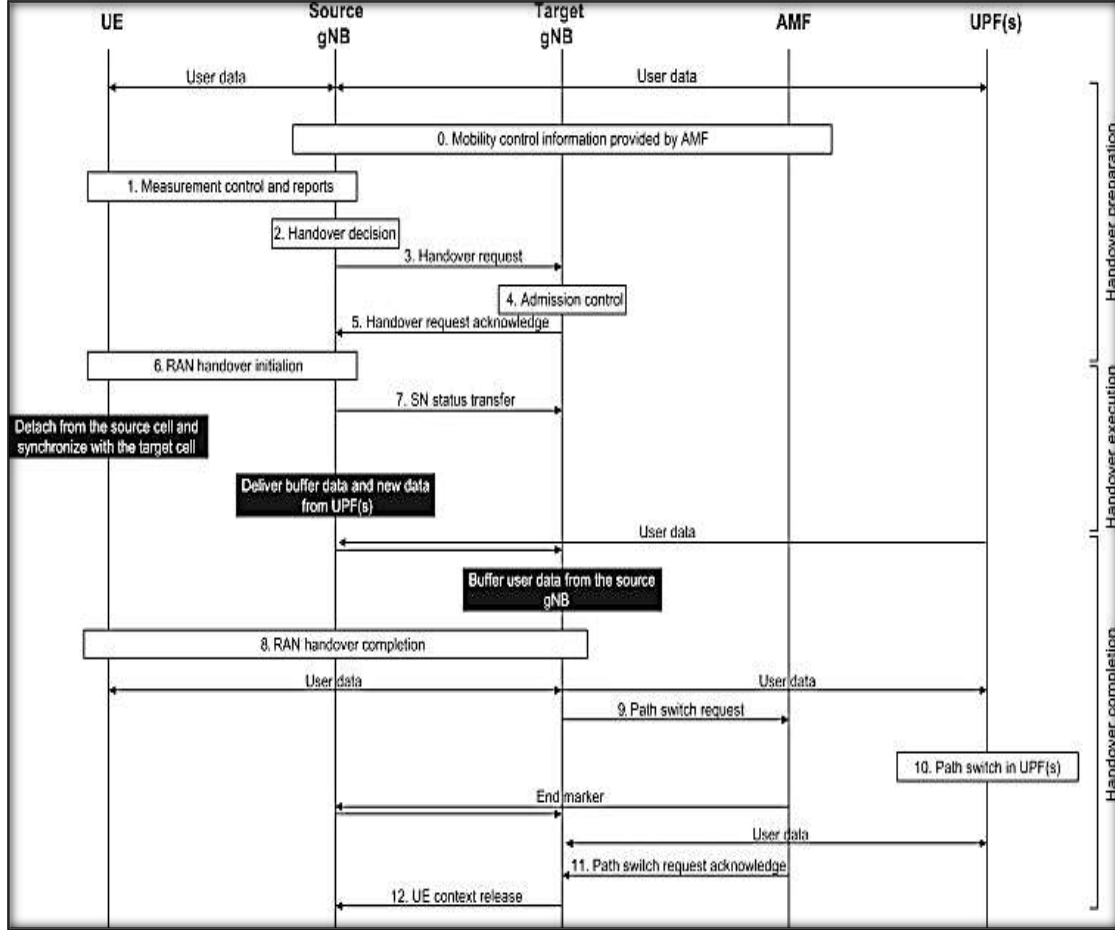 UE
Source
gNB
Target
gNB
AMF
UPF(s)
User data
User data
0. Mobility control information provided by AMF
1. Measurement control and reports
2. Handover decision
3. Handover request
4. Admission control
5. Handover request acknowledge
Handover preparation
6. RAN handover initialion
7. SN status transfer
Detach from the source cell and
synchronize with the target cell
Deliver buffer data and new data
from UPF(s)
Handover execution
User data
Buffer user data from the source
gNB
8. RAN handover completion
User data
User data
9. Path switch request
10. Path switch in UPF(s)
End marker
User data
11. Path switch request acknowledge
12. UE context release
Handover completion